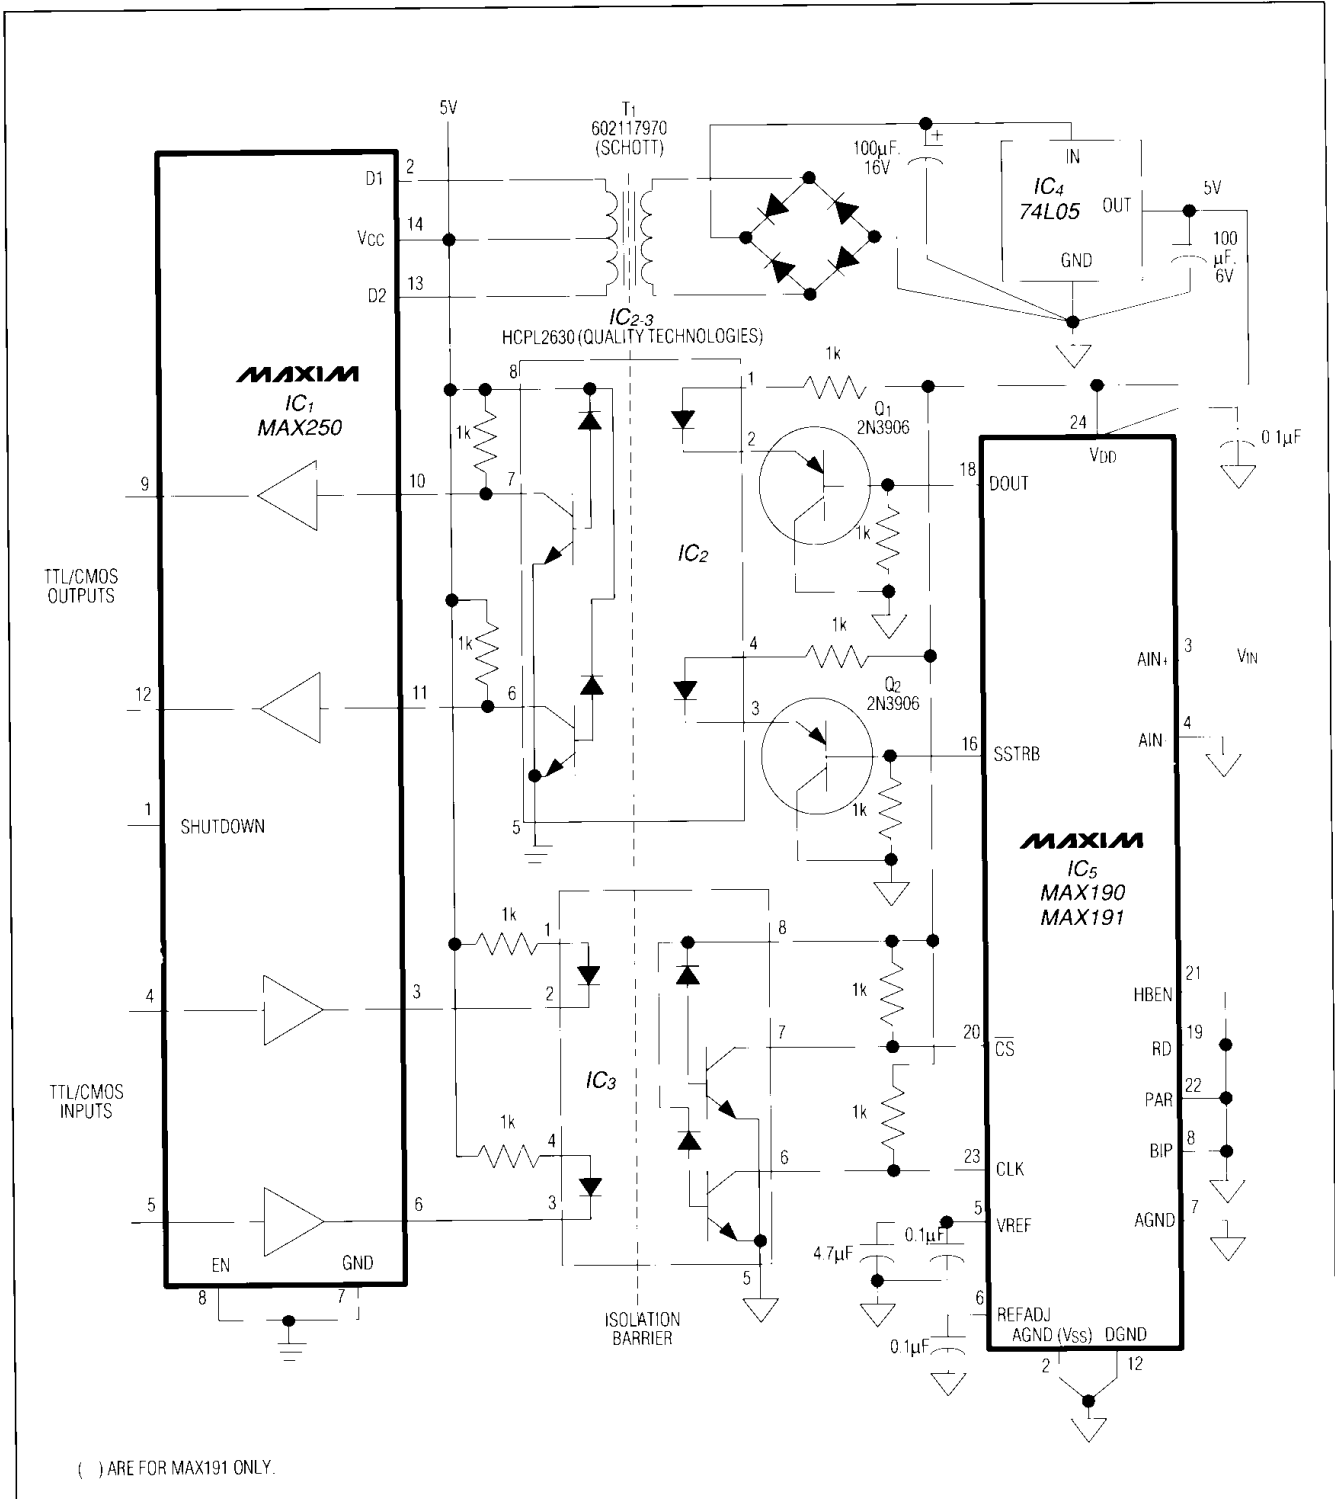 5V
T1
602117970
(SCHOTT)
100µF.
16V
+
IN
IC4
74L05
OUT
GND
5V
100
µF.
6V
D1
2
VCC
14
D2
13
IC2-3
HCPL2630 (QUALITY TECHNOLOGIES)
MAXIM
IC1
MAX250
8
1k
7
10
9
TTL/CMOS
OUTPUTS
1k
6
11
12
1
SHUTDOWN
5
1
1k
2
Q1
2N3906
IC2
1k
4
1k
3
Q2
2N3906
1k
24
VDD
0.1µF
18
DOUT
16
SSTRB
AIN+
3
VIN
AIN-
4
MAXIM
IC5
MAX190
MAX191
1k
1
2
4
3
TTL/CMOS
INPUTS
IC3
1k
4
3
5
6
8
1k
7
20
CS
1k
6
23
CLK
HBEN
21
RD
19
PAR
22
BIP
8
AGND
7
4.7µF
0.1µF
5
VREF
6
REFADJ
0.1µF
AGND (VSS)
DGND
2
12
EN
GND
8
7
5
ISOLATION
BARRIER
( ) ARE FOR MAX191 ONLY.